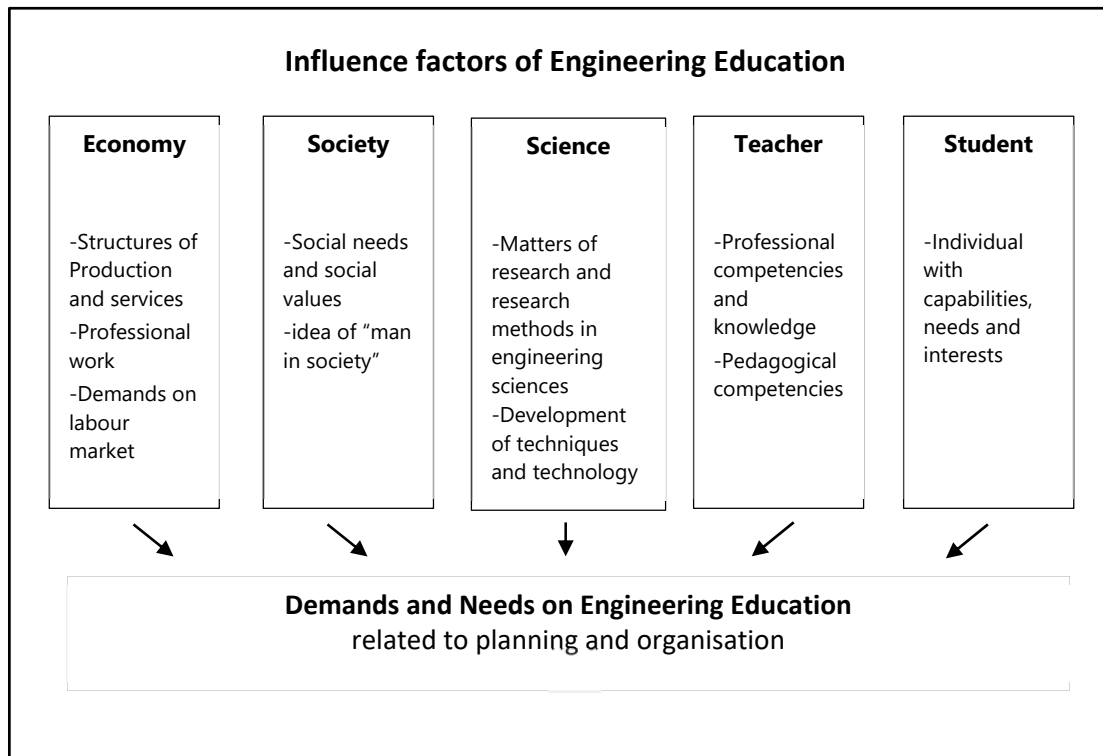 Influence factors of Engineering Education
Economy
-Structures of
Production
and services
-Professional
work
-Demands on
labour
market
Society
-Social needs
and social
values
-idea of “man
in society”
Science
-Matters of
research and
research
methods in
engineering
sciences
-Development
of techniques
and technology
Teacher
-Professional
competencies
and
knowledge
-Pedagogical
competencies
Student
-Individual
with
capabilities,
needs and
interests
Demands and Needs on Engineering Education
related to planning and organisation